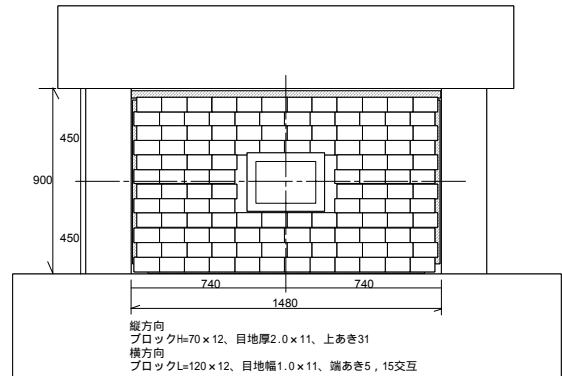 450
900
450
740 740
1480
縦方向
ブロックH=70×12、目地厚2.0×11、上あき31
横方向
ブロックL=120×12、目地幅1.0×11、端あき5，15交互